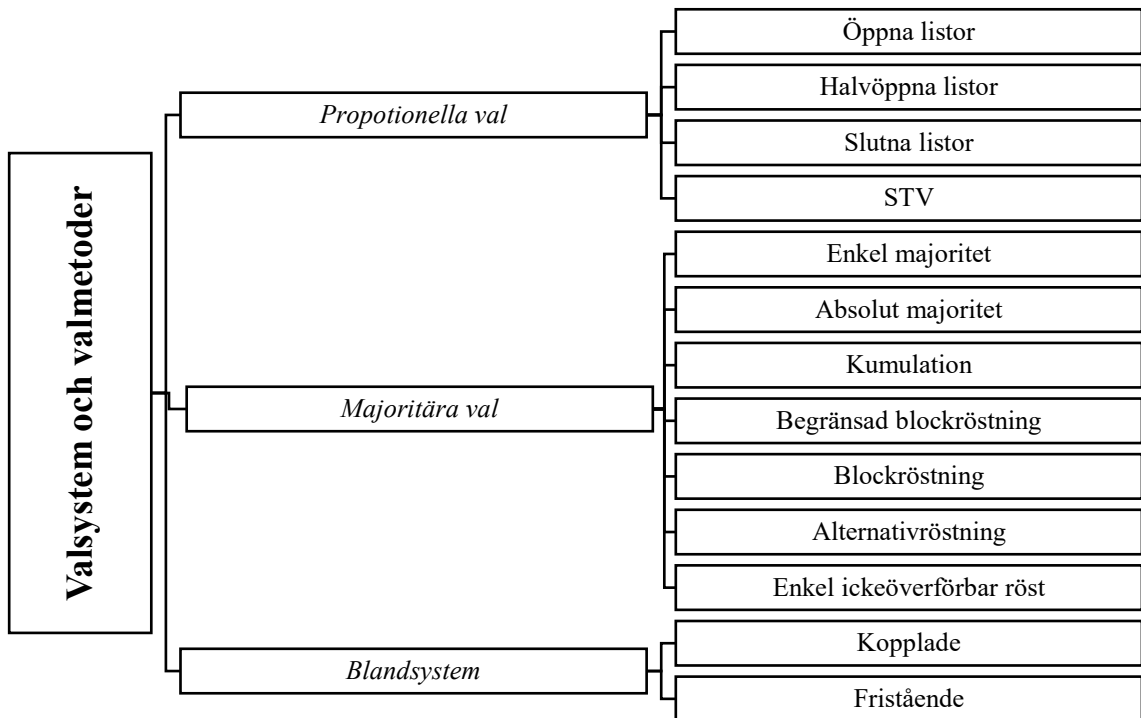 Valsystem och valmetoder
Propotionella val
Öppna listor
Halvöppna listor
Slutna listor
STV
Majoritära val
Enkel majoritet
Absolut majoritet
Kumulation
Begränsad blockröstning
Blockröstning
Alternativröstning
Enkel ickeöverförbar röst
Blandsystem
Kopplade
Fristående